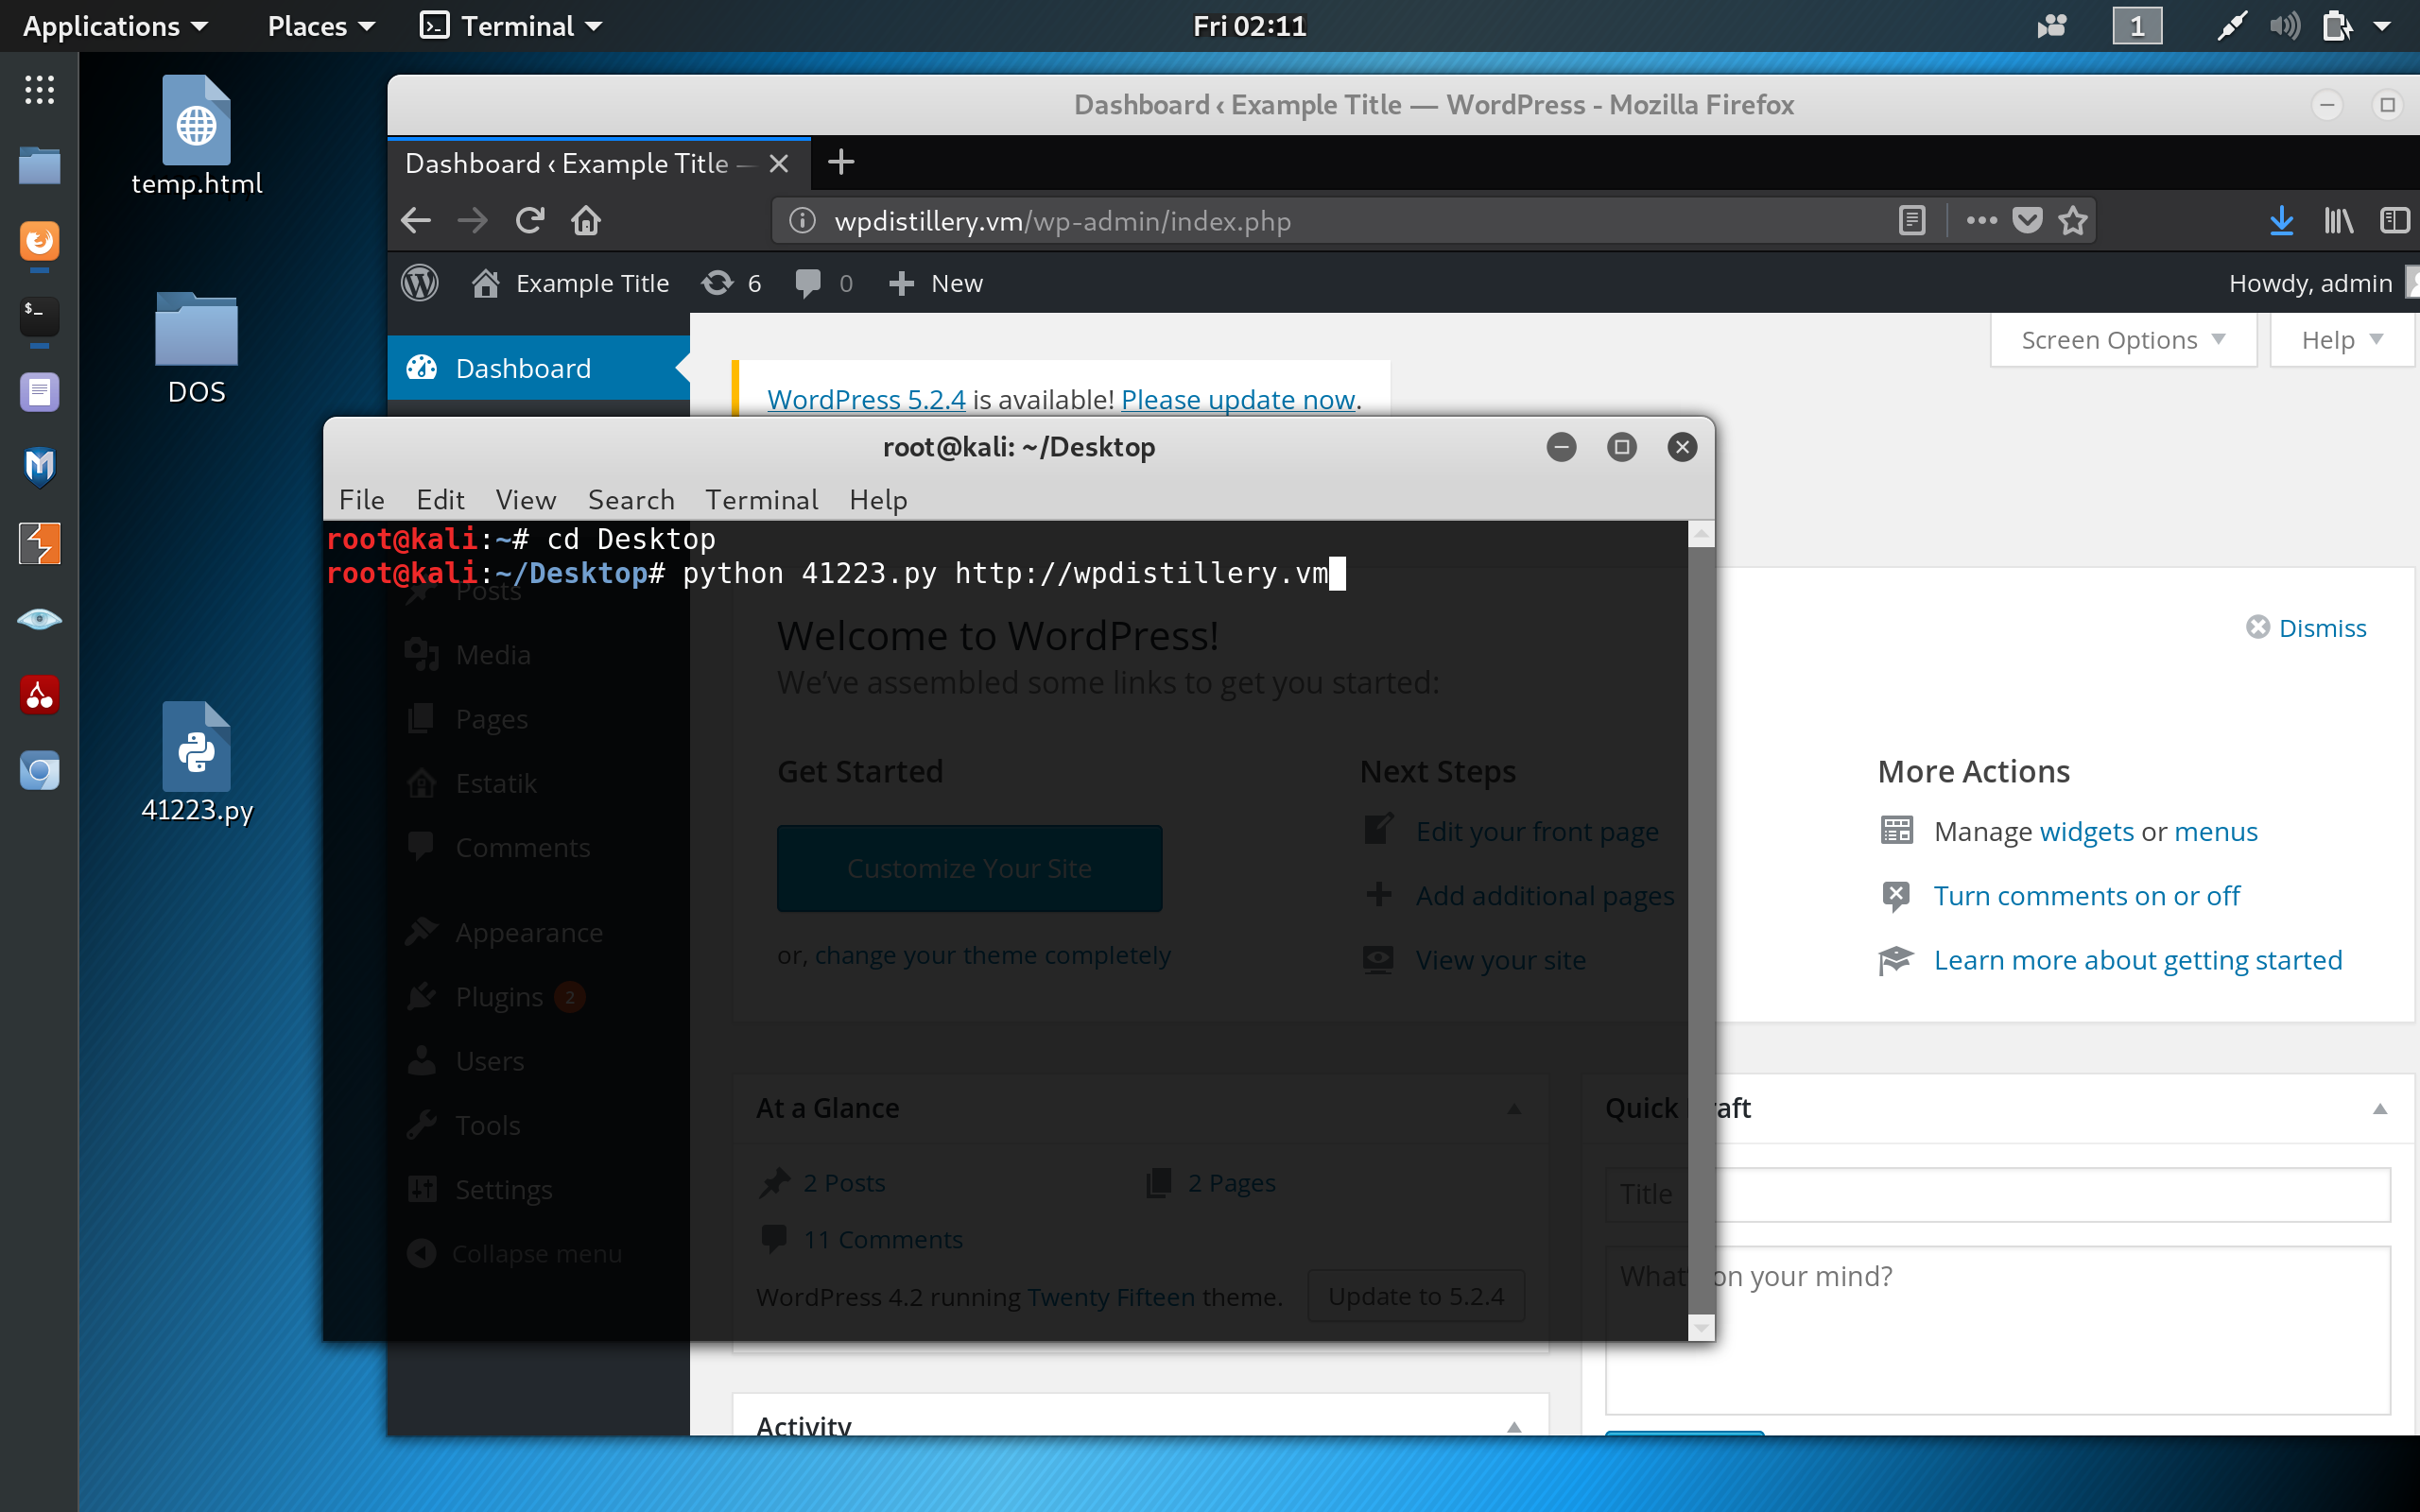 Applications Places Terminal Fri 02:11 1
temp.html
DOS
41223.py
Dashboard ‹ Example Title — WordPress - Mozilla Firefox
Dashboard ‹ Example Title —
wpdistillery.vm/wp-admin/index.php
Example Title 6 0 New Howdy, admin
Screen Options Help
Dashboard
WordPress 5.2.4 is available! Please update now.
root@kali: ~/Desktop
File Edit View Search Terminal Help
root@kali:~# cd Desktop
root@kali:~/Desktop# python 41223.py http://wpdistillery.vm
Posts
Media
Pages
Estatik
Comments
Appearance
Plugins 2
Users
Tools
Settings
Collapse menu
Welcome to WordPress!
We've assembled some links to get you started:
Dismiss
Get Started
Customize Your Site
or, change your theme completely
Next Steps
Edit your front page
Add additional pages
View your site
More Actions
Manage widgets or menus
Turn comments on or off
Learn more about getting started
At a Glance
2 Posts 2 Pages
11 Comments
WordPress 4.2 running Twenty Fifteen theme. Update to 5.2.4
Activity
Quick Draft
Title
What's on your mind?